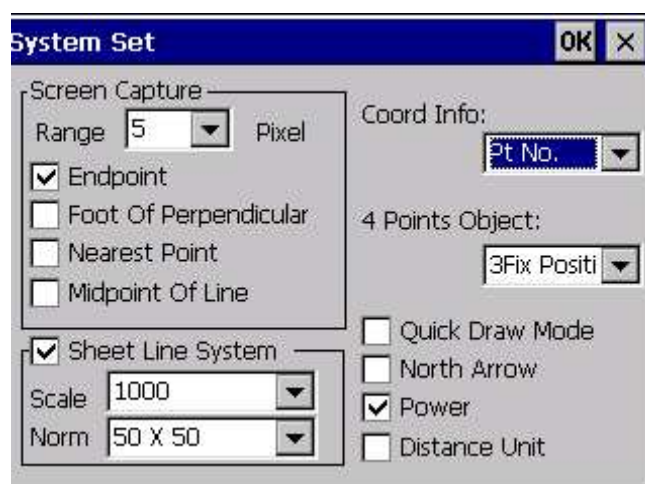 System Set OK
Screen Capture
Range 5 Pixel
Endpoint
Foot Of Perpendicular
Nearest Point
Midpoint Of Line
Sheet Line System
Scale 1000
Norm 50 X 50
Coord Info:
Pt No.
4 Points Object:
3Fix Positi
Quick Draw Mode
North Arrow
Power
Distance Unit